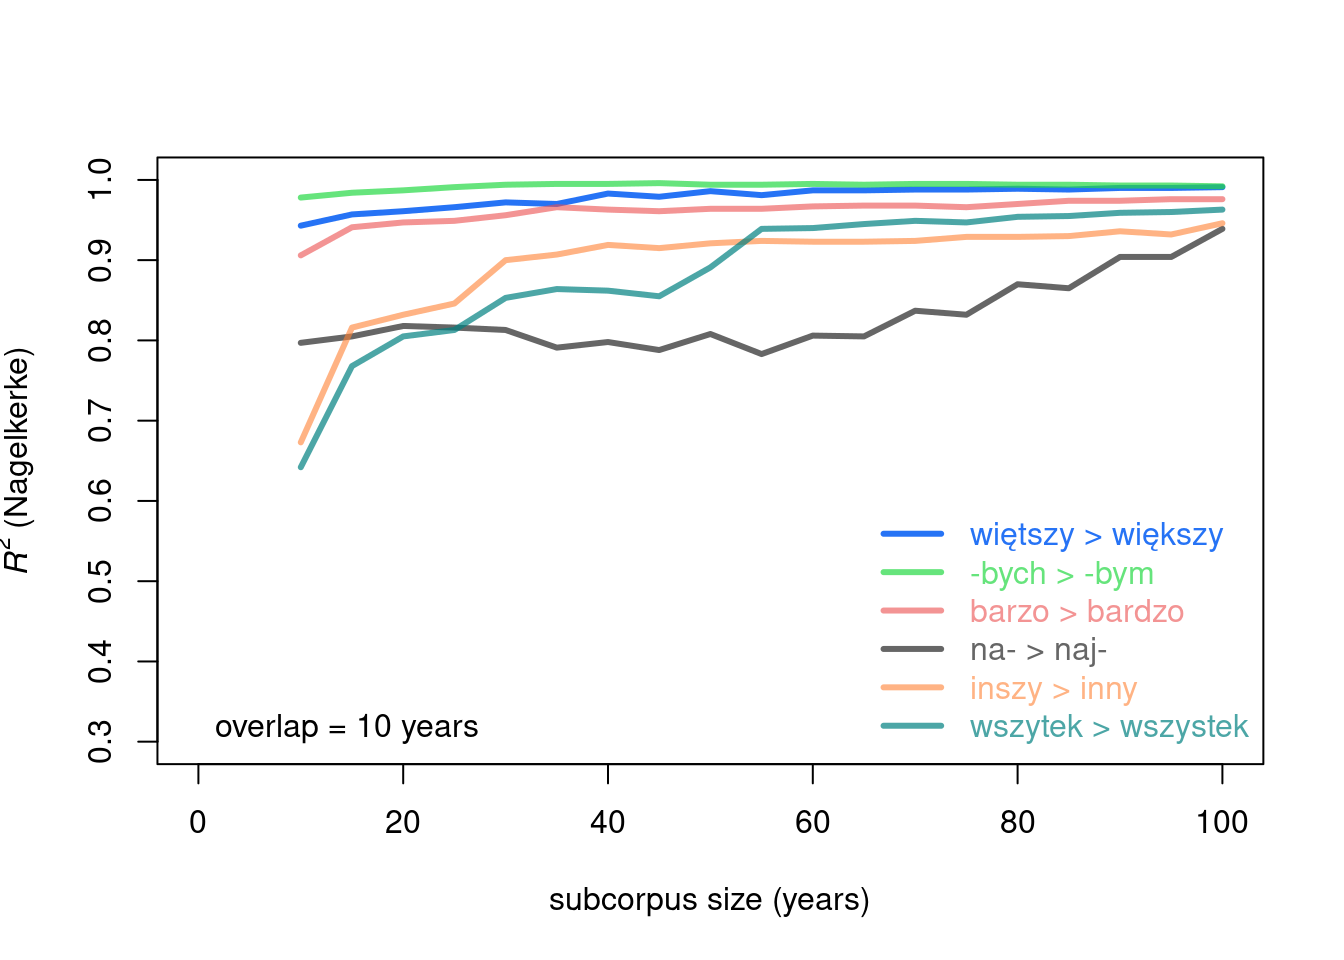 R² (Nagelkerke)
1.0
0.9
0.8
0.7
0.6
0.5
0.4
0.3
więtszy > większy
-bych > -bym
barzo > bardzo
na- > naj-
inszy > inny
wszytek > wszystek
overlap = 10 years
0 20 40 60 80 100
subcorpus size (years)